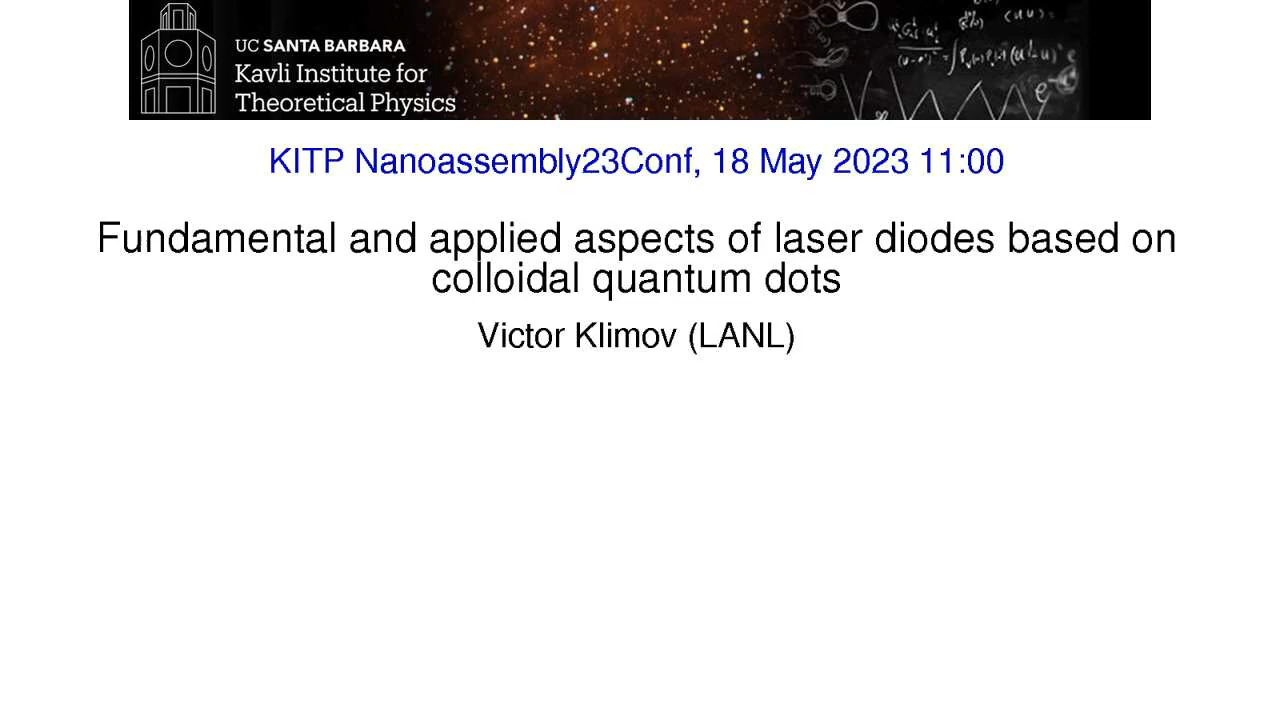 UC SANTA BARBARA
Kavli Institute for
Theoretical Physics
KITP Nanoassembly23Conf, 18 May 2023 11:00
Fundamental and applied aspects of laser diodes based on
colloidal quantum dots
Victor Klimov (LANL)